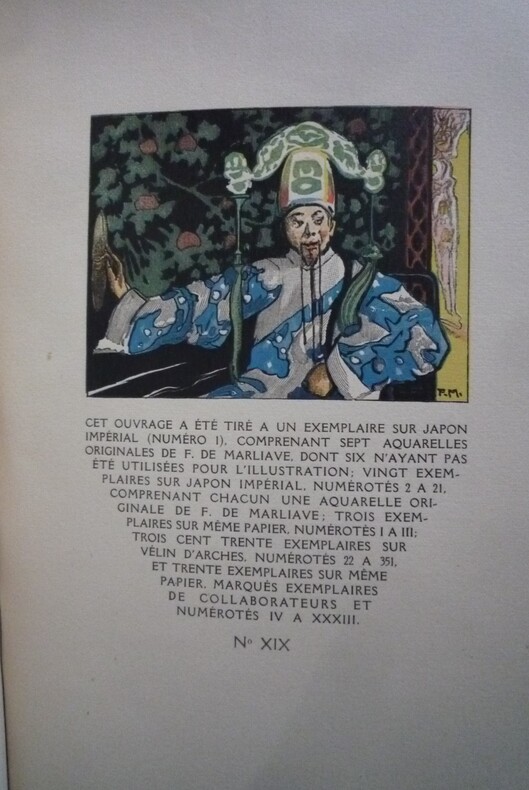 F.M.
CET OUVRAGE A ÉTÉ TIRÉ A UN EXEMPLAIRE SUR JAPON
IMPÉRIAL (NUMÉRO 1), COMPRENANT SEPT AQUARELLES
ORIGINALES DE F. DE MARLIAVE, DONT SIX N'AYANT PAS
ÉTÉ UTILISÉES POUR L'ILLUSTRATION; VINGT EXEM-
PLAIRES SUR JAPON IMPÉRIAL, NUMÉROTÉS 2 A 21,
COMPRENANT CHACUN UNE AQUARELLE ORI-
GINALE DE F. DE MARLIAVE; TROIS EXEM-
PLAIRES SUR MÊME PAPIER, NUMÉROTÉS I A III;
TROIS CENT TRENTE EXEMPLAIRES SUR
VÉLIN D'ARCHES, NUMÉROTÉS 22 A 351,
ET TRENTE EXEMPLAIRES SUR MÊME
PAPIER, MARQUÉS EXEMPLAIRES
DE COLLABORATEURS ET
NUMÉROTÉS IV A XXXIII.
No XIX